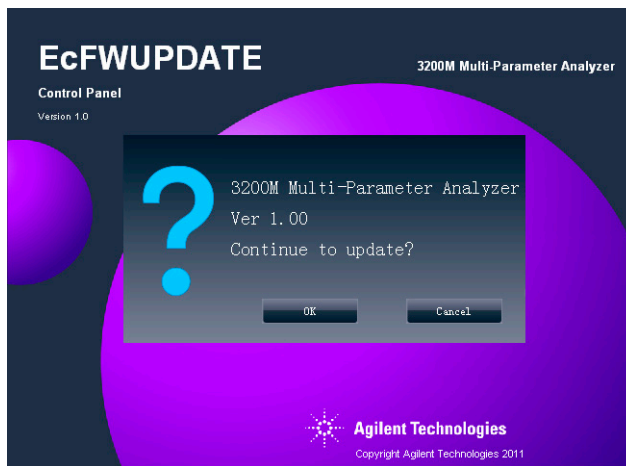 EcFWUPDATE
3200M Multi-Parameter Analyzer
Control Panel
Version 1.0
3200M Multi-Parameter Analyzer
Ver 1.00
Continue to update?
OK
Cancel
Agilent Technologies
Copyright Agilent Technologies 2011